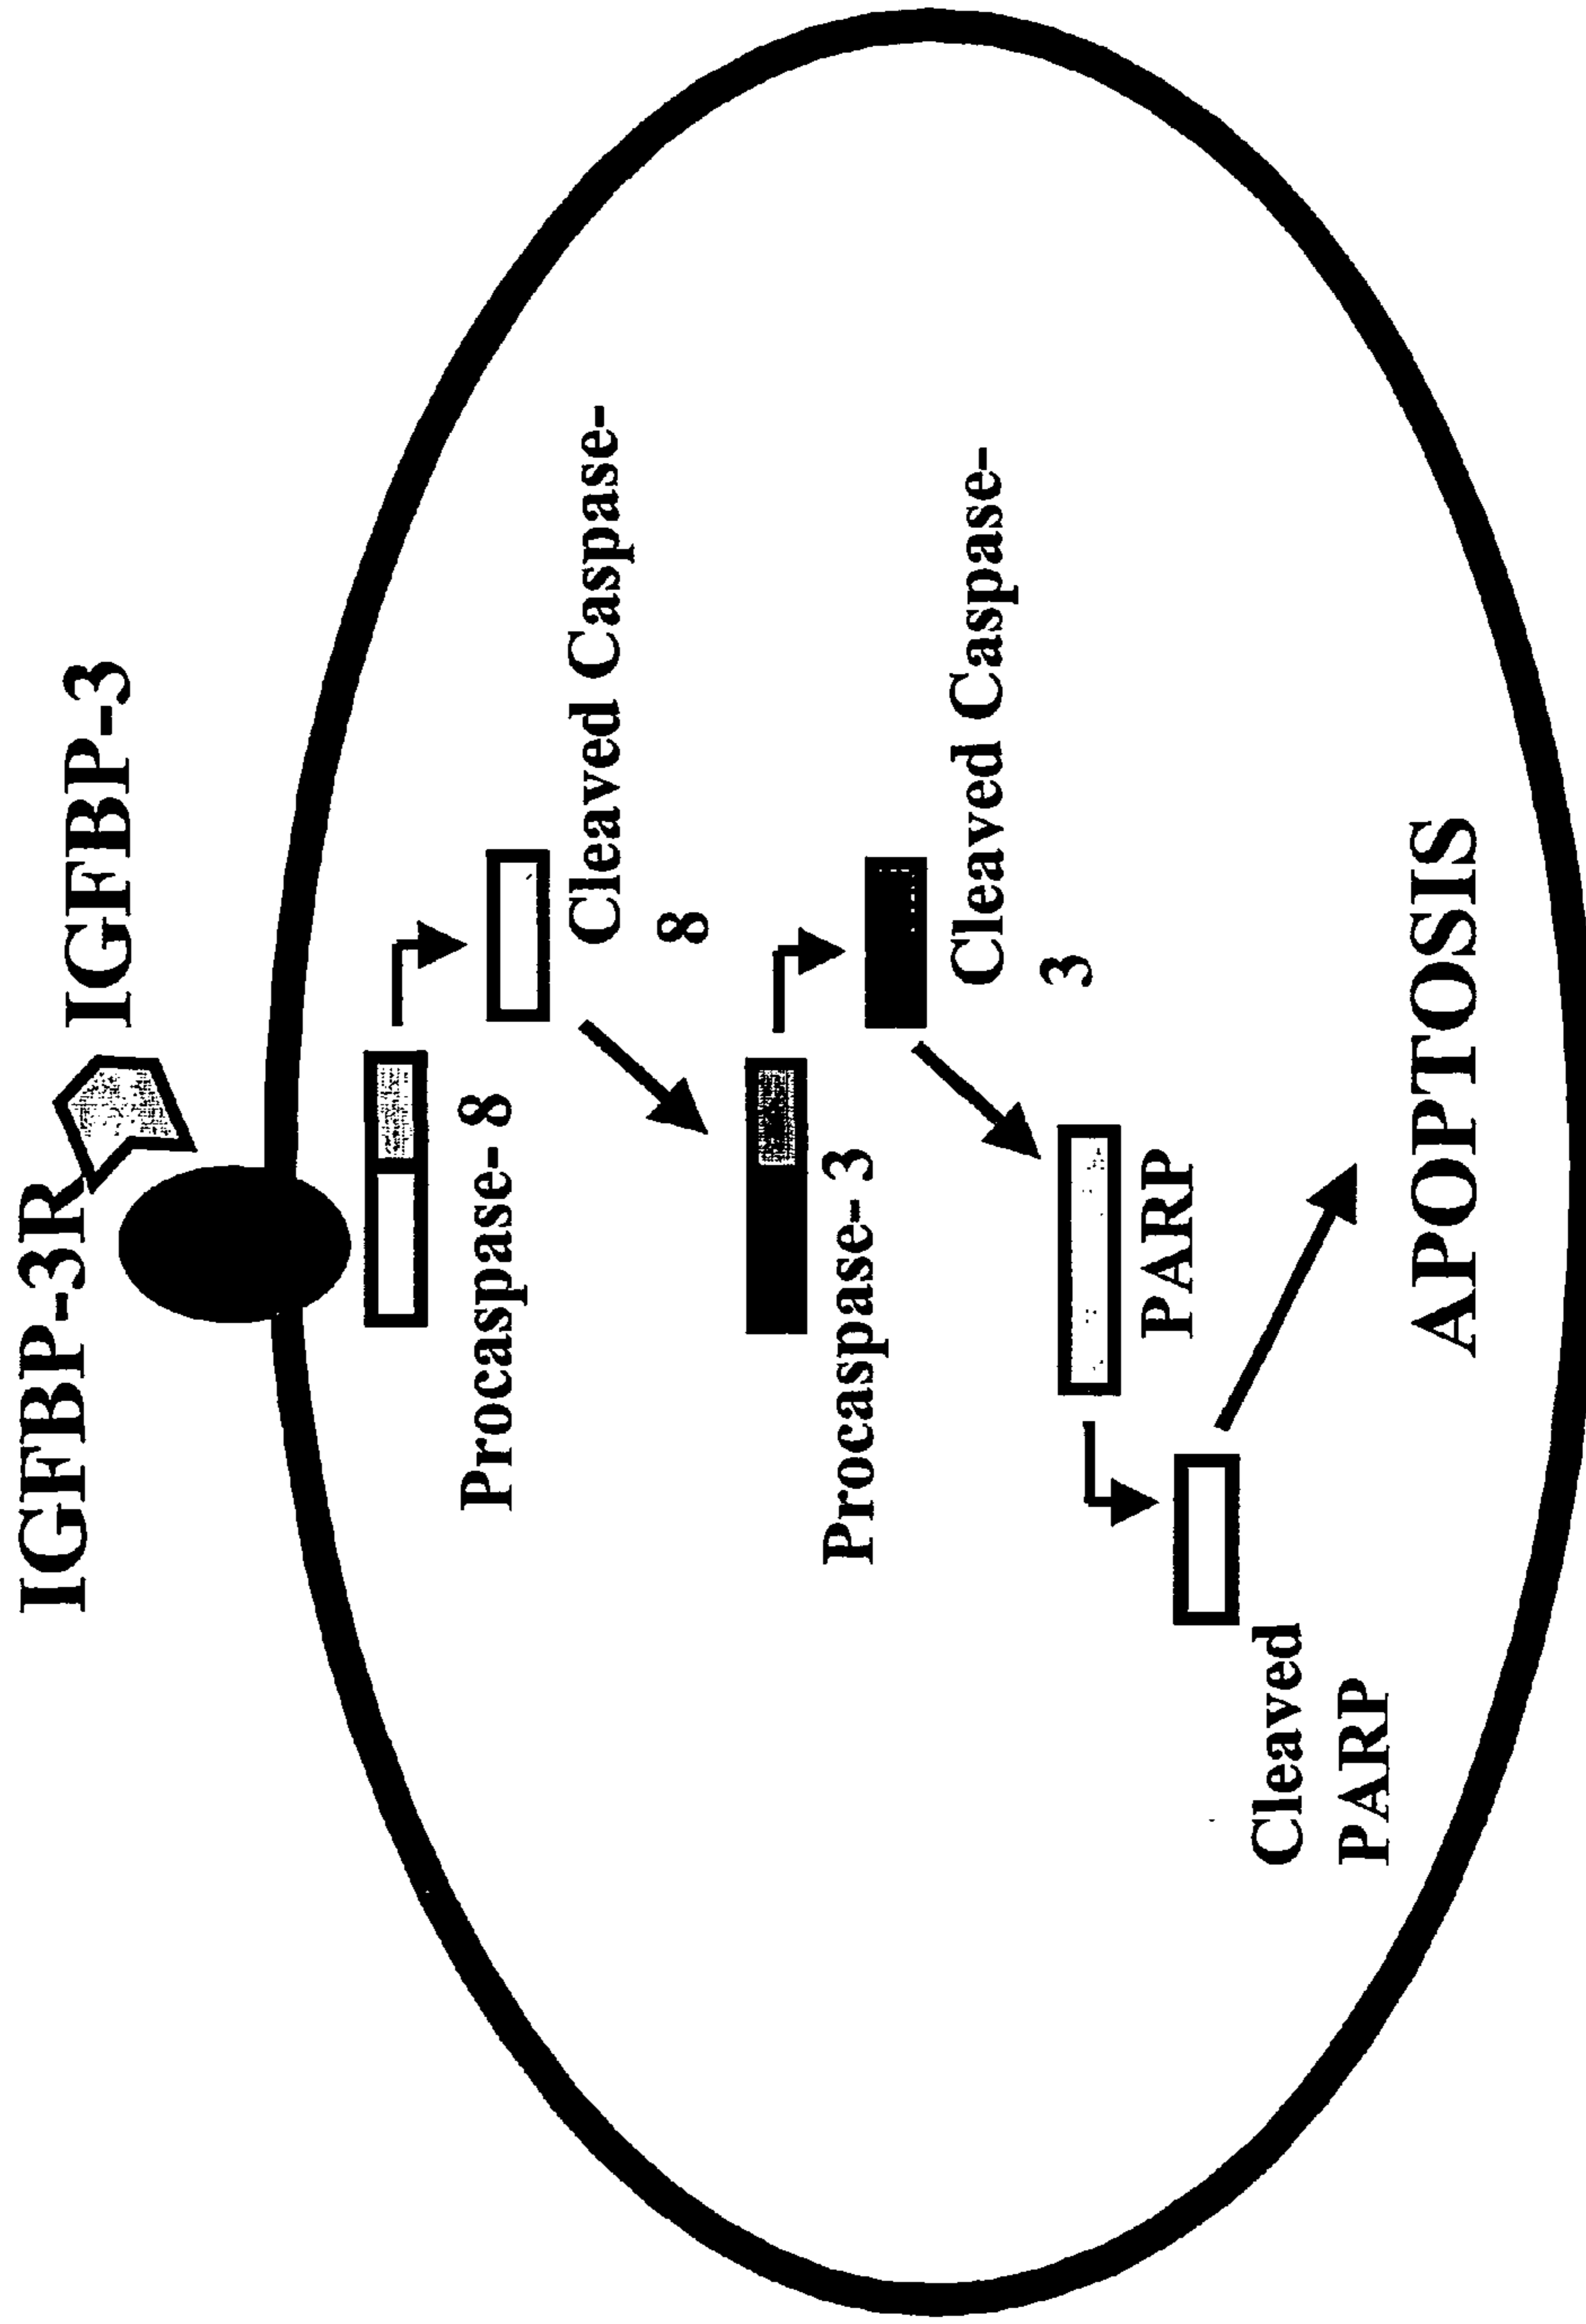 IGFBP-3R
IGFBP-3
Procaspase-8
Cleaved Caspase-
8
Procaspase-3
Cleaved Caspase-
3
PARP
Cleaved
PARP
APOPTOSIS